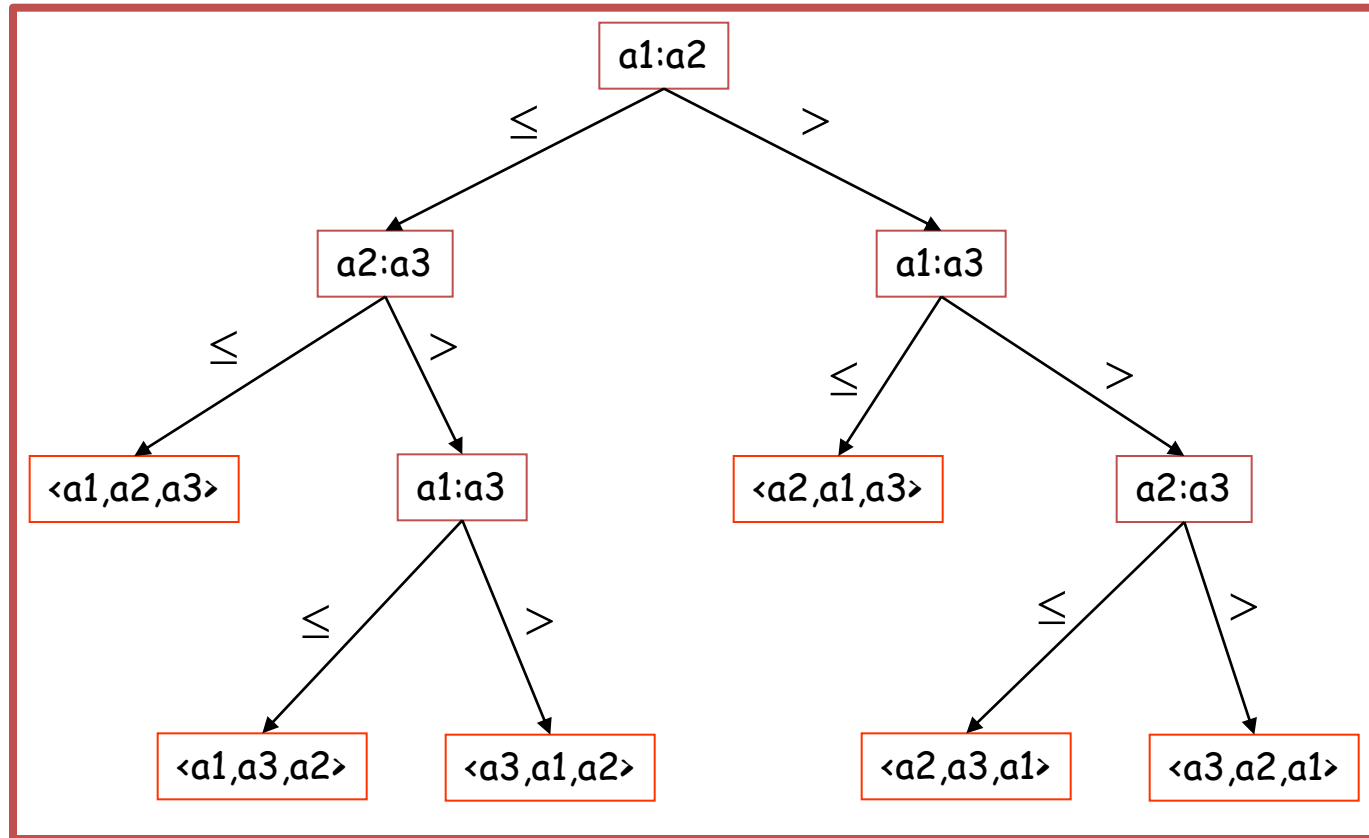 a1:a2
≤ >
a2:a3 a1:a3
≤ > ≤ >
<a1,a2,a3> a1:a3 <a2,a1,a3> a2:a3
≤ > ≤ >
<a1,a3,a2> <a3,a1,a2> <a2,a3,a1> <a3,a2,a1>